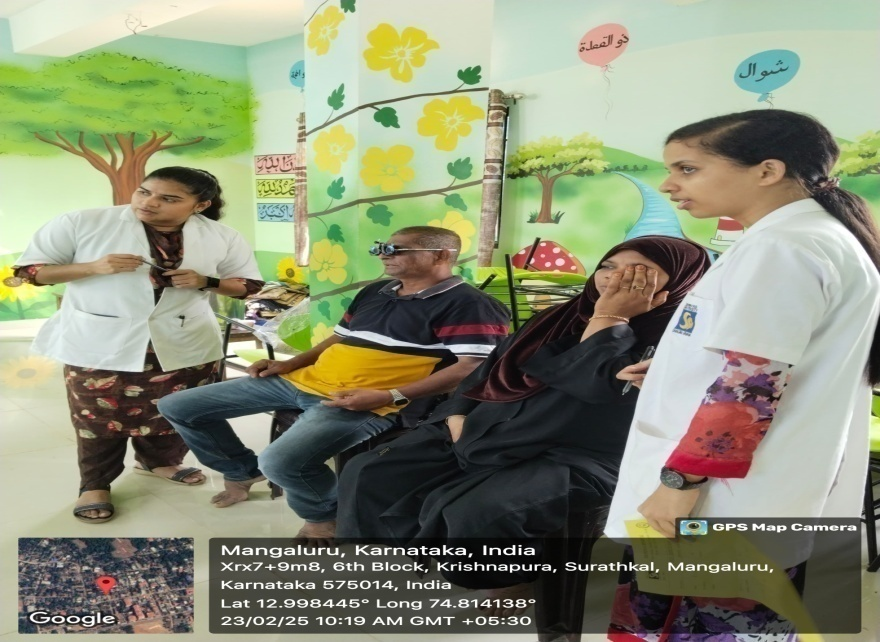 ذو القعدة
شوال
GPS Map Camera
Mangaluru, Karnataka, India
Xrx7+9m8, 6th Block, Krishnapura, Surathkal, Mangaluru,
Karnataka 575014, India
Lat 12.998445° Long 74.814138°
23/02/25 10:19 AM GMT +05:30
Google